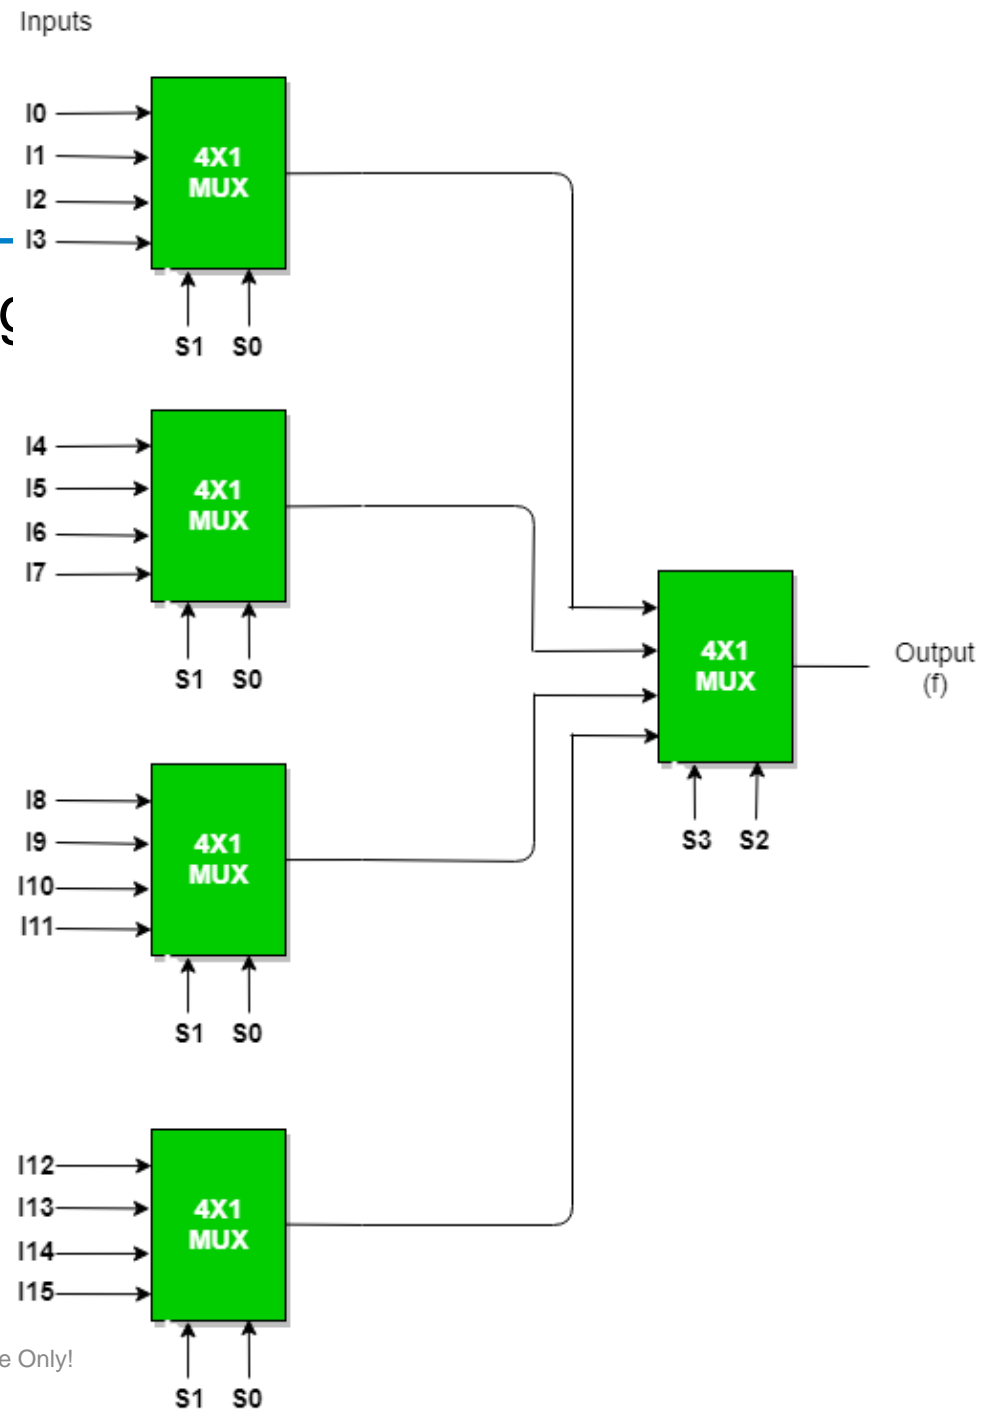 Inputs
I0
I1
I2
I3
4X1
MUX
S1 S0
I4
I5
I6
I7
4X1
MUX
S1 S0
4X1
MUX
Output
(f)
S3 S2
I8
I9
I10
I11
4X1
MUX
S1 S0
I12
I13
I14
I15
4X1
MUX
S1 S0
e Only!